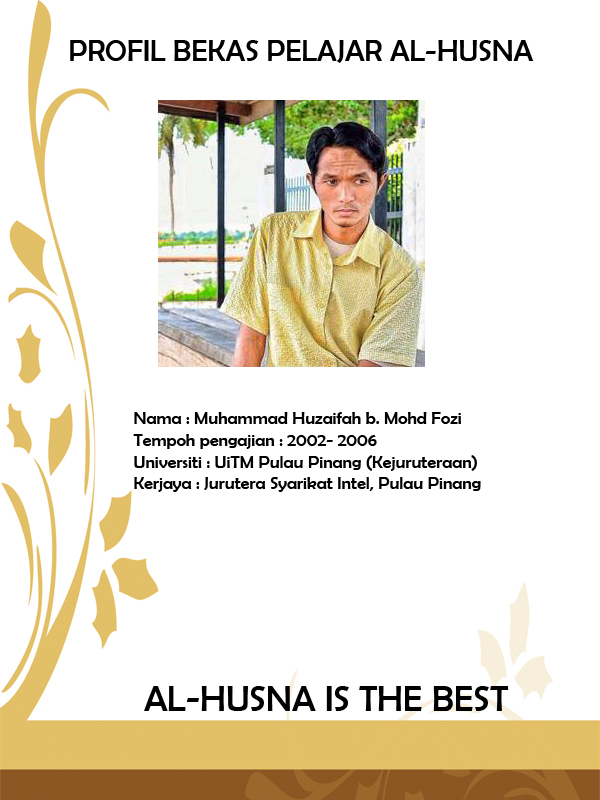 PROFIL BEKAS PELAJAR AL-HUSNA
Nama : Muhammad Huzaifah b. Mohd Fozi
Tempoh pengajian : 2002- 2006
Universiti : UiTM Pulau Pinang (Kejuruteraan)
Kerjaya : Jurutera Syarikat Intel, Pulau Pinang
AL-HUSNA IS THE BEST